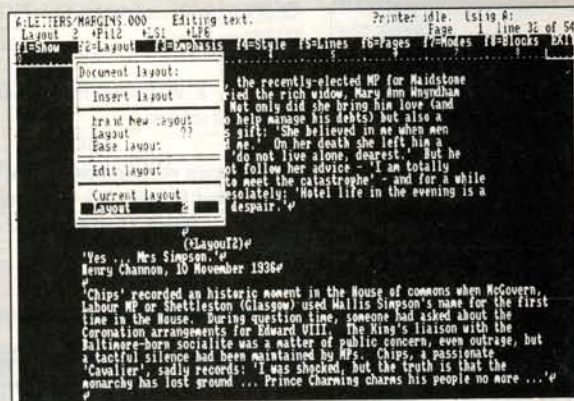 A:LETTERS/MARGINS.000 Editing text. Printer idle. Using A:
Layout 2 +Pi12 +LS1 +LP6 Page 1 line 32 of 54
f1=Show f2=Layout f3=Emphasis f4=Style f5=Lines f6=Pages f7=Modes f8=Blocks EXIT
Document layout:
Insert layout
Brand New layout
Layout ??
Base layout
Edit layout
Current layout
Layout 2
the recently-elected MP for Maidstone
ried the rich widow, Mary Ann Whyndham
Not only did she bring him love (and
o help manage his debts) but also a
s gift: 'She believed in me when men
d me.' On her death she left him a
'do not live alone, dearest.' But he
ot follow her advice - 'I am totally
to meet the catastrophe' - and for a while
esolately: 'Hotel life in the evening is a
despair.'↵
↵
(+LayouT2)↵
'Yes ... Mrs Simpson.'↵
Henry Channon, 10 November 1936↵
↵
'Chips' recorded an historic moment in the House of commons when McGovern,
Labour MP or Shettleston (Glasgow) used Wallis Simpson's name for the first
time in the House. During question time, someone had asked about the
Coronation arrangements for Edward VIII. The King's liaison with the
Baltimore-born socialite was a matter of public concern, even outrage, but
a tactful silence had been maintained by MPs. Chips, a passionate
'Cavalier', sadly records: 'I was shocked, but the truth is that the
monarchy has lost ground ... Prince Charming charms his people no more ...'↵
↵